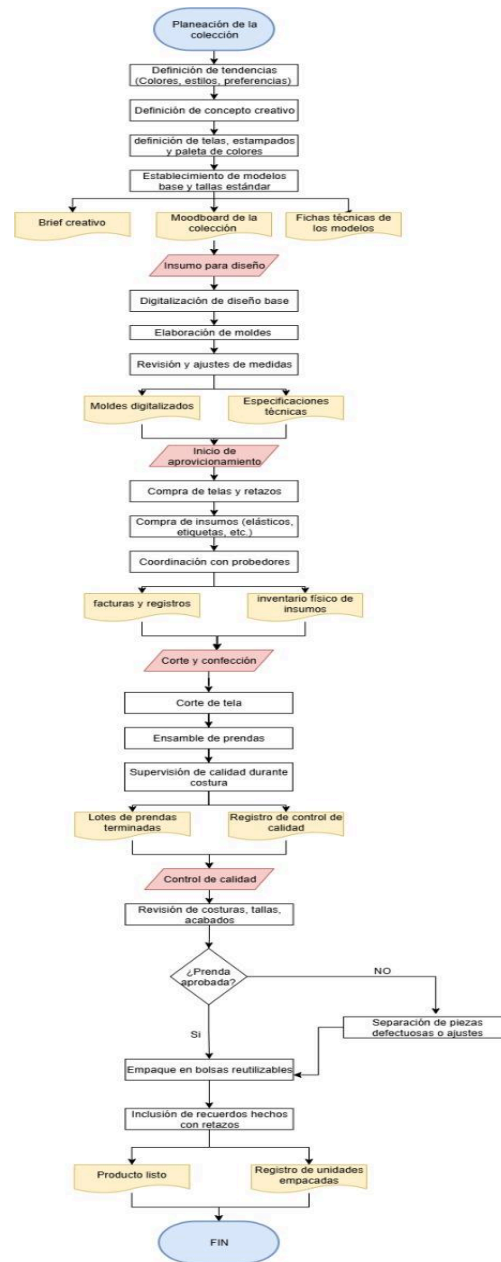 Planeación de la
colección
Definición de tendencias
(Colores, estilos, preferencias)
Definición de concepto creativo
definición de telas, estampados
y paleta de colores
Establecimiento de modelos
base y tallas estándar
Brief creativo
Moodboard de la
colección
Fichas técnicas de
los modelos
Insumo para diseño
Digitalización de diseño base
Elaboración de moldes
Revisión y ajustes de medidas
Moldes digitalizados
Especificaciones
técnicas
Inicio de
aprovicionamiento
Compra de telas y retazos
Compra de insumos (elásticos,
etiquetas, etc.)
Coordinación con probedores
facturas y registros
inventario físico de
insumos
Corte y confección
Corte de tela
Ensamble de prendas
Supervisión de calidad durante
costura
Lotes de prendas
terminadas
Registro de control de
calidad
Control de calidad
Revisión de costuras, tallas,
acabados
¿Prenda
aprobada?
NO
Si
Separación de piezas
defectuosas o ajustes
Empaque en bolsas reutilizables
Inclusión de recuerdos hechos
con retazos
Producto listo
Registro de unidades
empacadas
FIN